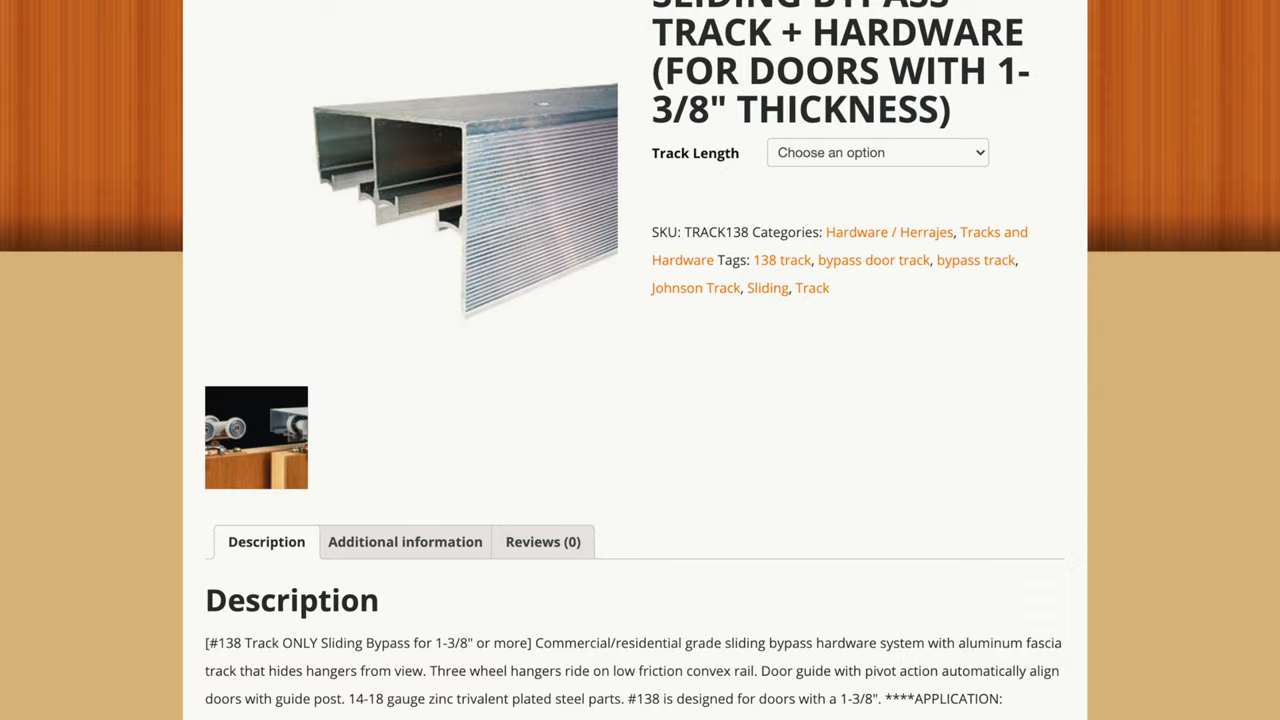 SLIDING BYPASS
TRACK + HARDWARE
(FOR DOORS WITH 1-
3/8" THICKNESS)
Track Length Choose an option
SKU: TRACK138 Categories: Hardware / Herrajes, Tracks and
Hardware Tags: 138 track, bypass door track, bypass track,
Johnson Track, Sliding, Track
Description Additional information Reviews (0)
Description
[#138 Track ONLY Sliding Bypass for 1-3/8" or more] Commercial/residential grade sliding bypass hardware system with aluminum fascia
track that hides hangers from view. Three wheel hangers ride on low friction convex rail. Door guide with pivot action automatically align
doors with guide post. 14-18 gauge zinc trivalent plated steel parts. #138 is designed for doors with a 1-3/8". ****APPLICATION: